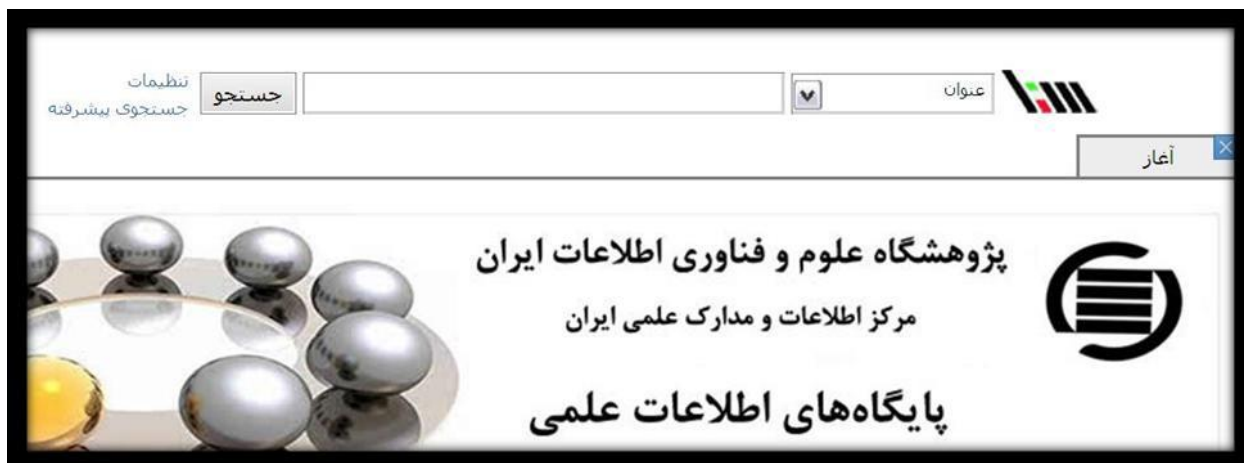 عنوان
جستجو
تنظیمات
جستجوی پیشرفته
آغاز
پژوهشگاه علوم و فناوری اطلاعات ایران
مرکز اطلاعات و مدارک علمی ایران
پایگاه‌های اطلاعات علمی